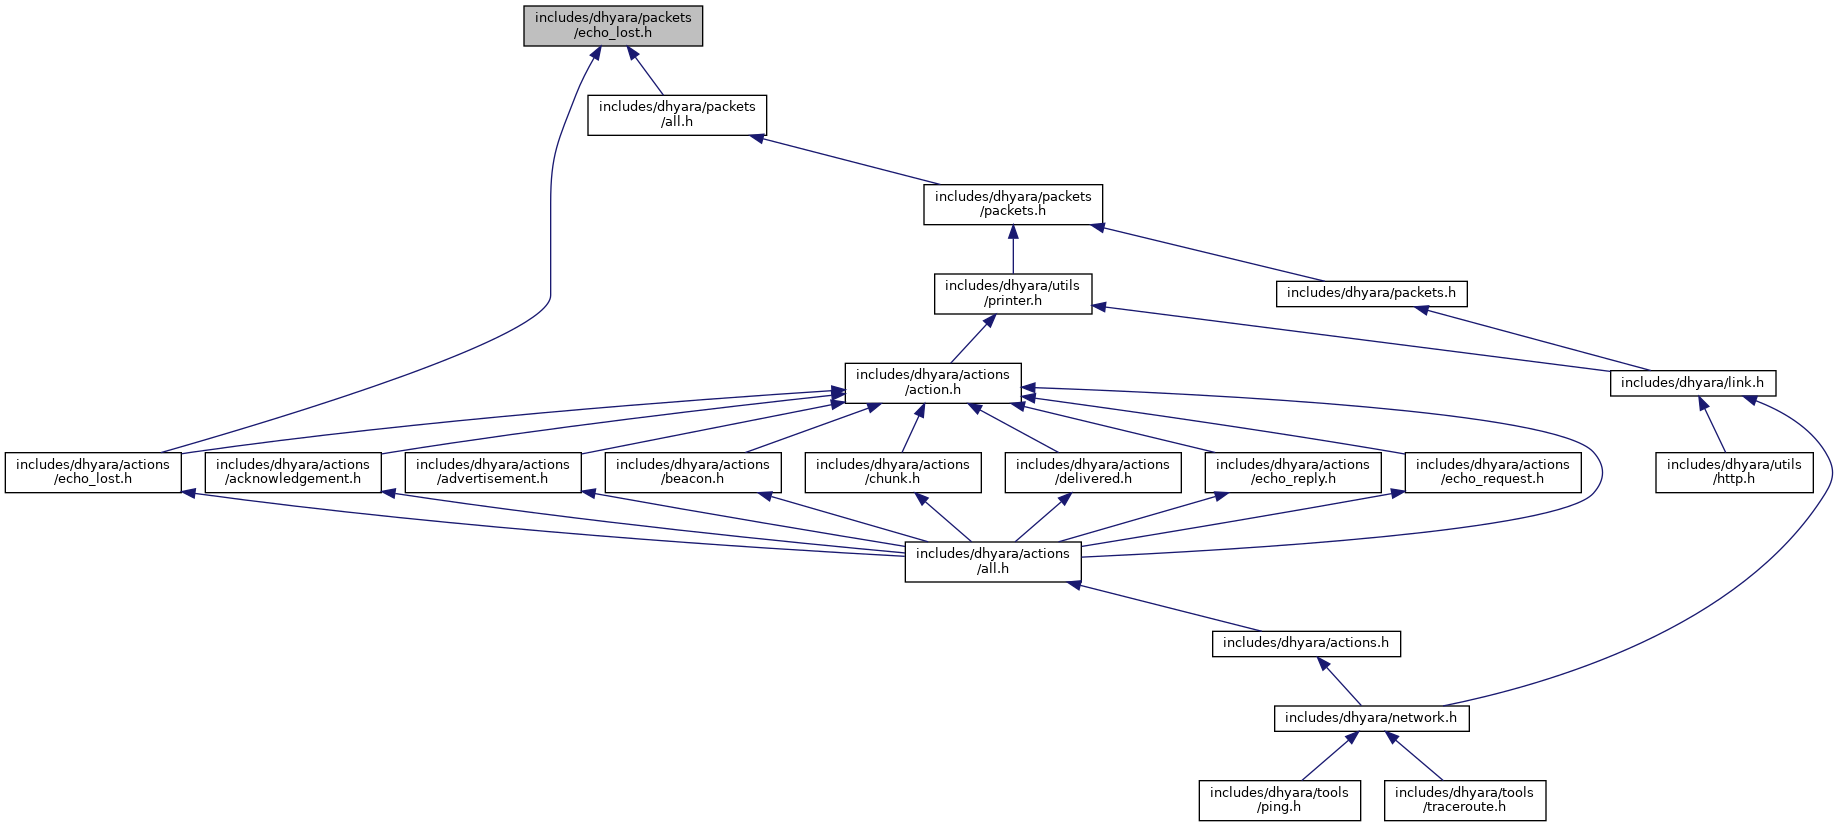 includes/dhyara/packets
/echo_lost.h
includes/dhyara/packets
/all.h
includes/dhyara/packets
/packets.h
includes/dhyara/utils
/printer.h
includes/dhyara/packets.h
includes/dhyara/actions
/action.h
includes/dhyara/link.h
includes/dhyara/actions
/echo_lost.h
includes/dhyara/actions
/acknowledgement.h
includes/dhyara/actions
/advertisement.h
includes/dhyara/actions
/beacon.h
includes/dhyara/actions
/chunk.h
includes/dhyara/actions
/delivered.h
includes/dhyara/actions
/echo_reply.h
includes/dhyara/actions
/echo_request.h
includes/dhyara/utils
/http.h
includes/dhyara/actions
/all.h
includes/dhyara/actions.h
includes/dhyara/network.h
includes/dhyara/tools
/ping.h
includes/dhyara/tools
/traceroute.h